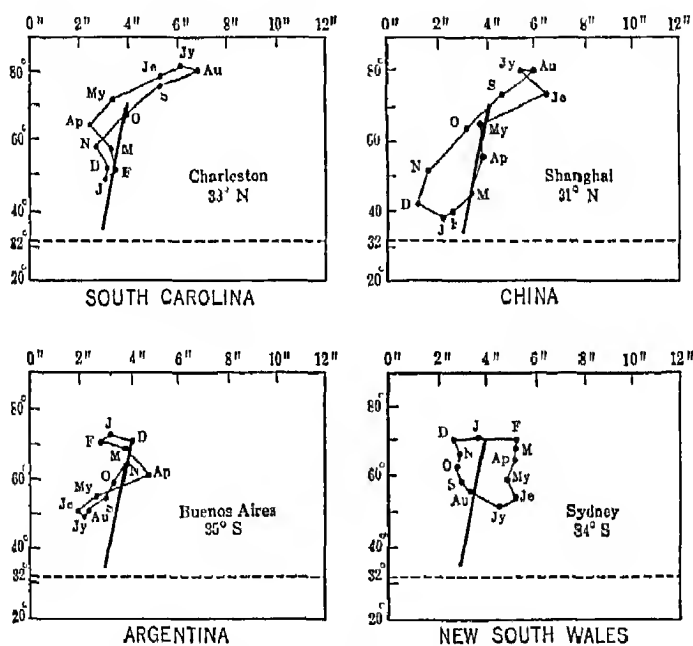 0" 2" 4" 6" 8" 10" 12"
80°
60°
40°
32
20°
Jy
Au
Je
S
My
O
Ap
N
M
D
F
J
Charleston
33° N
SOUTH CAROLINA
0" 2" 4" 6" 8" 10" 12"
80°
60
40°
32
20°
Jy
Au
S
Je
O
My
Ap
N
M
D
J
F
Shanghai
31° N
CHINA
0" 2" 4" 6" 8" 10" 12"
80°
60°
40°
32°
20°
J
F
D
M
N
Ap
O
My
S
Je
Au
Jy
Buenos Aires
35° S
ARGENTINA
0" 2" 4" 6" 8" 10" 12"
80°
60°
40°
32°
20°
D
J
F
N
M
O
Ap
S
My
Au
Je
Jy
Sydney
34° S
NEW SOUTH WALES